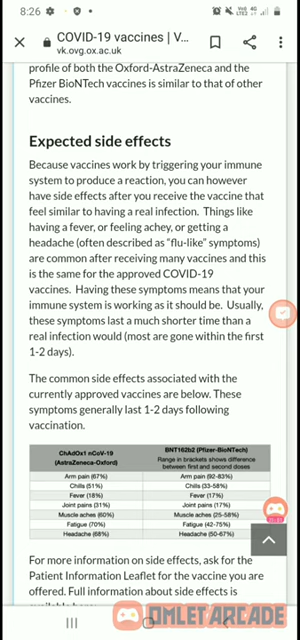 8:26
COVID-19 vaccines | V...
vk.ovg.ox.ac.uk
profile of both the Oxford-AstraZeneca and the
Pfizer BioNTech vaccines is similar to that of other
vaccines.
Expected side effects
Because vaccines work by triggering your immune
system to produce a reaction, you can however
have side effects after you receive the vaccine that
feel similar to having a real infection. Things like
having a fever, or feeling achey, or getting a
headache (often described as “flu-like” symptoms)
are common after receiving many vaccines and this
is the same for the approved COVID-19
vaccines. Having these symptoms means that your
immune system is working as it should be. Usually,
these symptoms last a much shorter time than a
real infection would (most are gone within the first
1-2 days).
The common side effects associated with the
currently approved vaccines are below. These
symptoms generally last 1-2 days following
vaccination.
ChAdOx1 nCoV-19 (AstraZeneca-Oxford) BNT162b2 (Pfizer-BioNTech) Range in brackets shows difference between first and second doses
Arm pain (67%) Arm pain (92-83%)
Chills (51%) Chills (33-58%)
Fever (18%) Fever (17%)
Joint pains (31%) Joint pains (17%)
Muscle aches (60%) Muscle aches (25-58%)
Fatigue (70%) Fatigue (42-75%)
Headache (68%) Headache (50-67%)
For more information on side effects, ask for the
Patient Information Leaflet for the vaccine you are
offered. Full information about side effects is
OMLET ARCADE